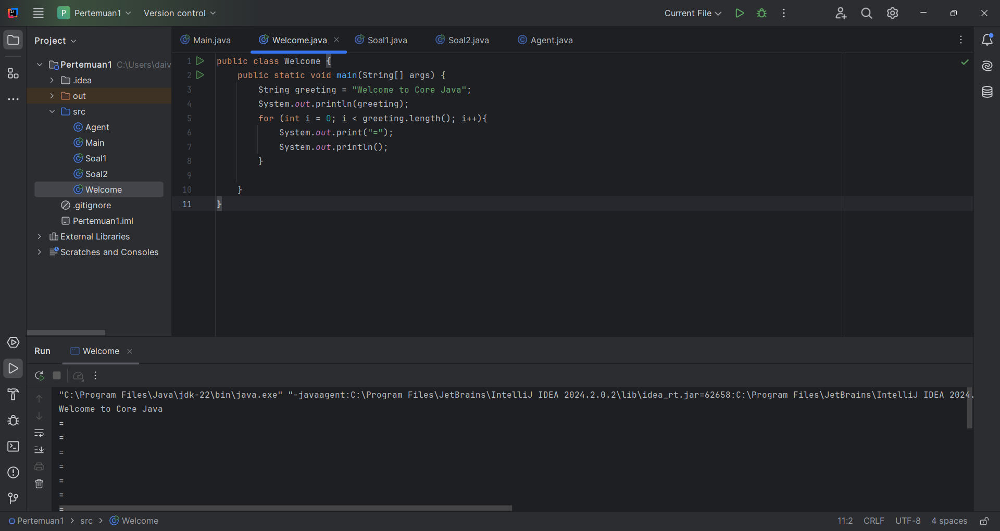 P Pertemuan1 Version control Current File
Project
Main.java Welcome.java Soal1.java Soal2.java Agent.java
Pertemuan1 C:\Users\daiv
.idea
out
src
Agent
Main
Soal1
Soal2
Welcome
.gitignore
Pertemuan1.iml
External Libraries
Scratches and Consoles
1 public class Welcome {
2 public static void main(String[] args) {
3 String greeting = "Welcome to Core Java";
4 System.out.println(greeting);
5 for (int i = 0; i < greeting.length(); i++){
6 System.out.print("=");
7 System.out.println();
8 }
9
10 }
11 }
Run Welcome
"C:\Program Files\Java\jdk-22\bin\java.exe" "-javaagent:C:\Program Files\JetBrains\IntelliJ IDEA 2024.2.0.2\lib\idea_rt.jar=62658:C:\Program Files\JetBrains\IntelliJ IDEA 2024.
Welcome to Core Java
=
=
=
=
=
=
=
Pertemuan1 > src > Welcome 11:2 CRLF UTF-8 4 spaces